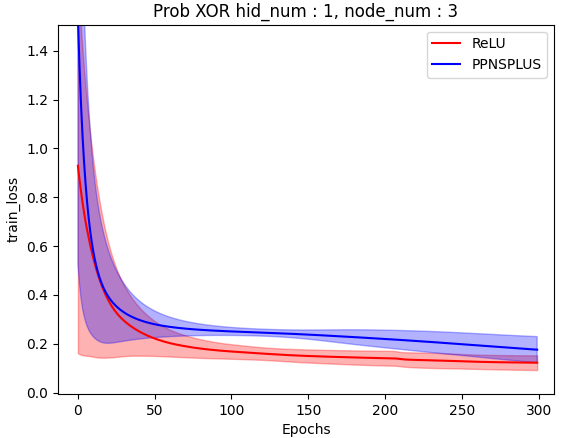 Prob XOR hid_num : 1, node_num : 3
ReLU
PPNSPLUS
train_loss
1.4
1.2
1.0
0.8
0.6
0.4
0.2
0.0
0 50 100 150 200 250 300
Epochs